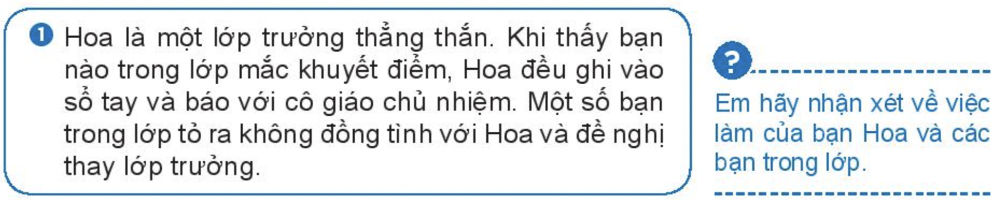 1 Hoa là một lớp trưởng thẳng thắn. Khi thấy bạn
nào trong lớp mắc khuyết điểm, Hoa đều ghi vào
sổ tay và báo với cô giáo chủ nhiệm. Một số bạn
trong lớp tỏ ra không đồng tình với Hoa và đề nghị
thay lớp trưởng.
?
Em hãy nhận xét về việc
làm của bạn Hoa và các
bạn trong lớp.